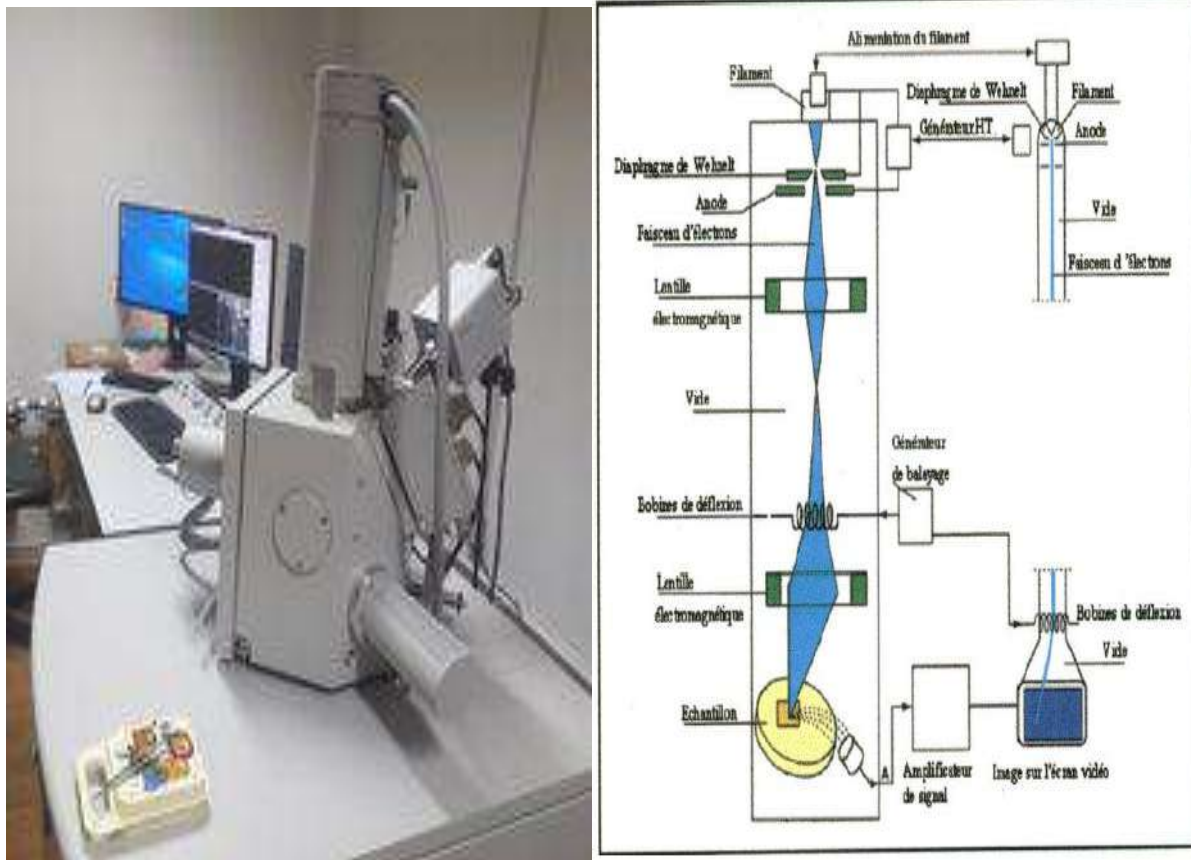 Alimentation du filament
Filament
Diaphragme de Wehnelt
Filament
Générateur HT
Anode
Diaphragme de Wehnelt
Anode
Vide
Faisceau d'électrons
Faisceau d'électrons
Lentille
électromagnétique
Vide
Générateur
de balayage
Bobines de déflexion
Lentille
électromagnétique
Bobines de déflexion
Vide
Echantillon
A
Amplificateur
de signal
Image sur l'écran vidéo